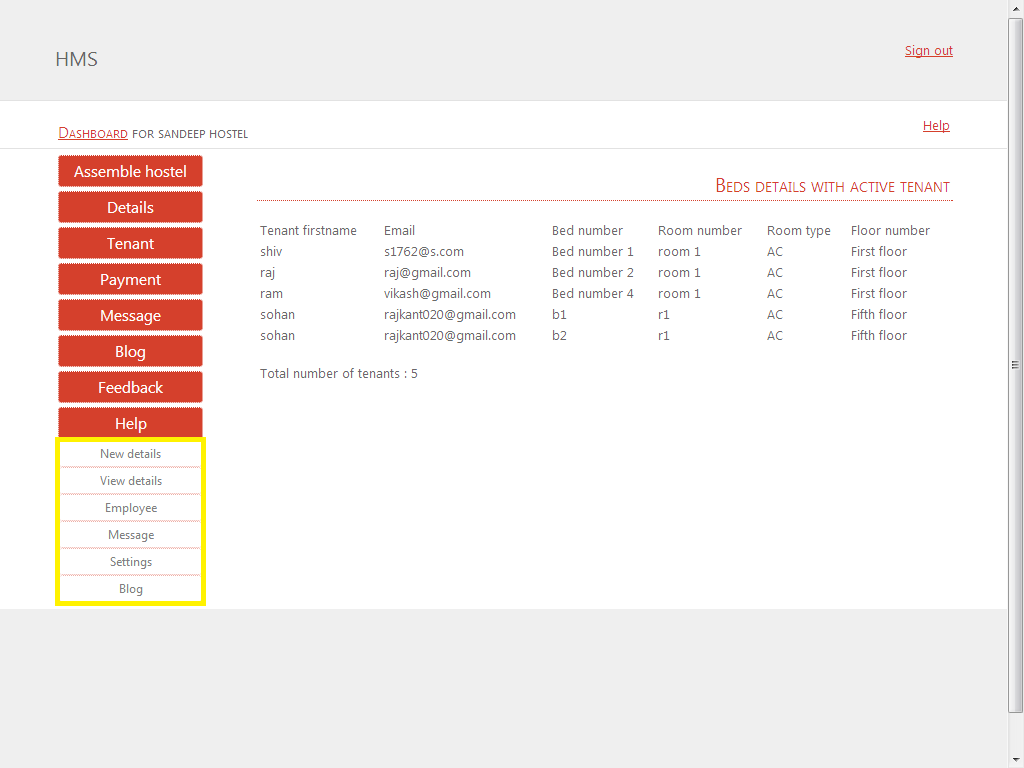 HMS
Sign out
Dashboard for sandeep hostel
Help
Assemble hostel
Details
Tenant
Payment
Message
Blog
Feedback
Help
New details
View details
Employee
Message
Settings
Blog
Beds details with active tenant
Tenant firstname Email Bed number Room number Room type Floor number
shiv s1762@s.com Bed number 1 room 1 AC First floor
raj raj@gmail.com Bed number 2 room 1 AC First floor
ram vikash@gmail.com Bed number 4 room 1 AC First floor
sohan rajkant020@gmail.com b1 r1 AC Fifth floor
sohan rajkant020@gmail.com b2 r1 AC Fifth floor
Total number of tenants : 5